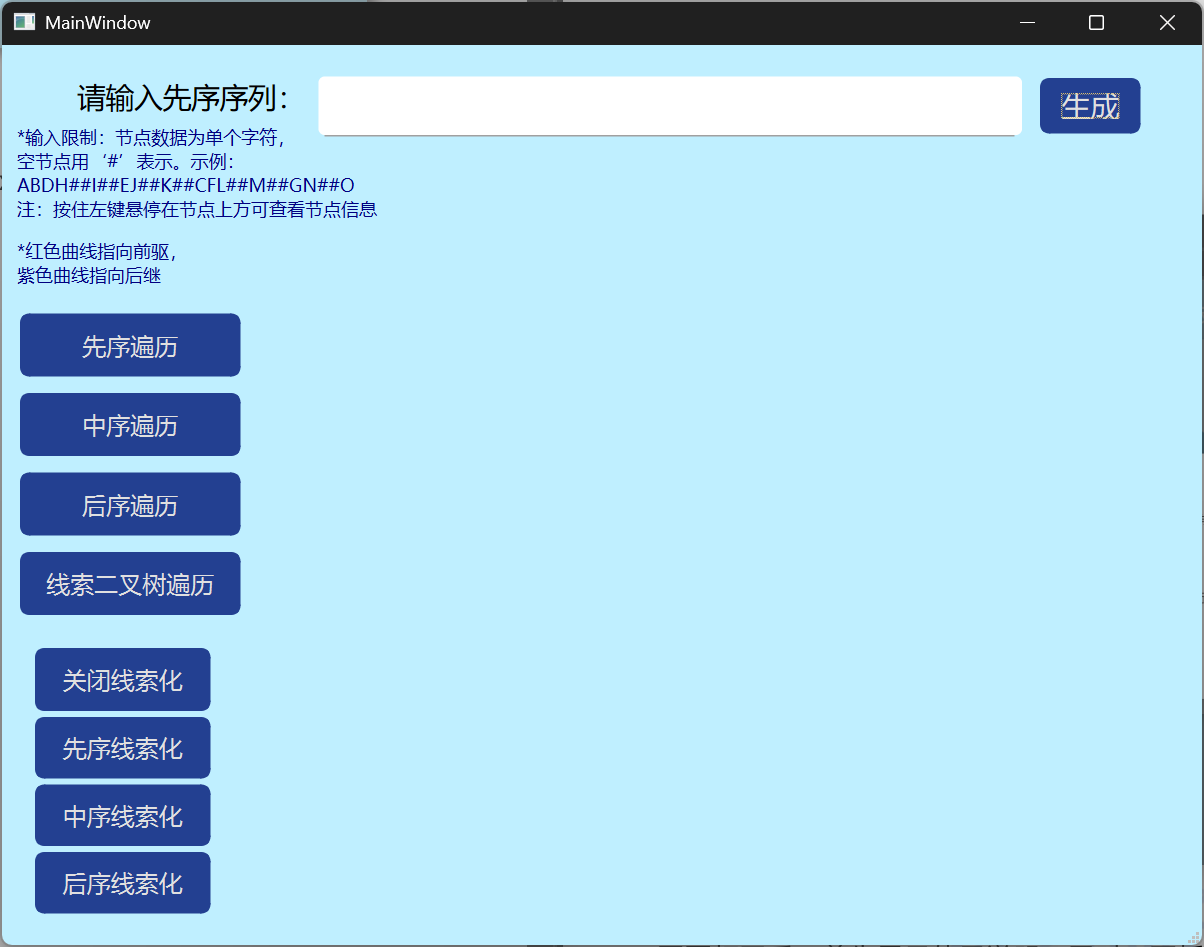 MainWindow
请输入先序序列：
生成
*输入限制：节点数据为单个字符，
空节点用‘#’表示。示例：
ABDH##I##EJ##K##CFL##M##GN##O
注：按住左键悬停在节点上方可查看节点信息
*红色曲线指向前驱，
紫色曲线指向后继
先序遍历
中序遍历
后序遍历
线索二叉树遍历
关闭线索化
先序线索化
中序线索化
后序线索化